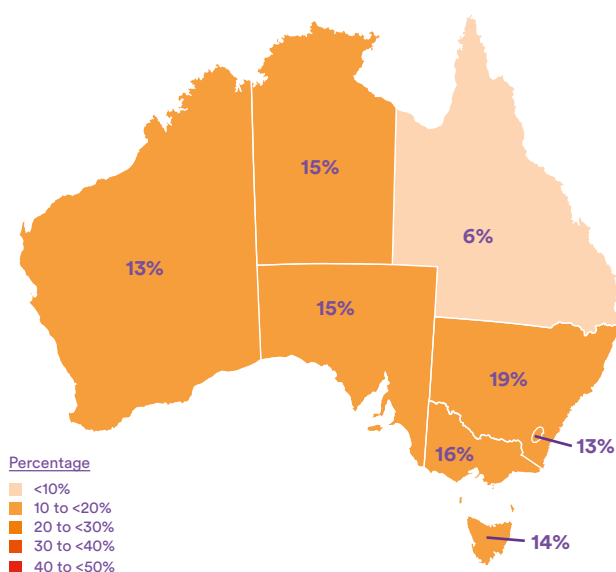 15%
6%
13%
15%
19%
13%
16%
14%
Percentage
<10%
10 to <20%
20 to <30%
30 to <40%
40 to <50%